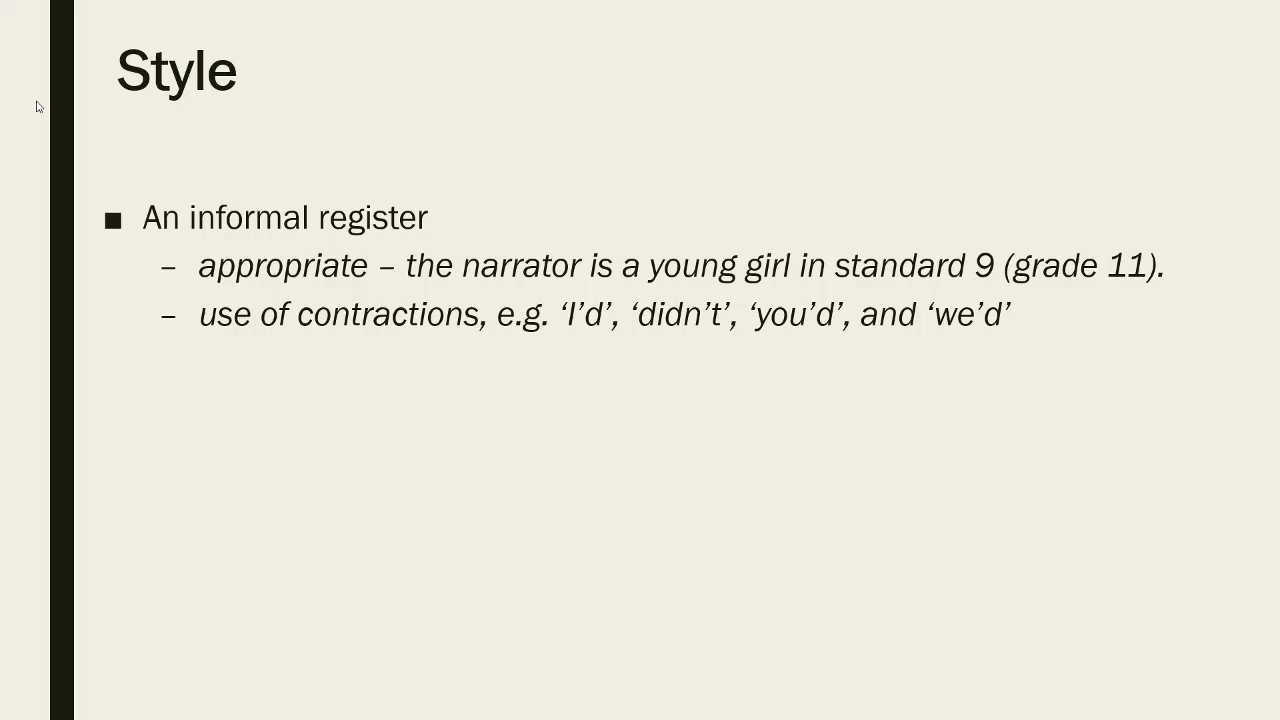 Style
■ An informal register
– appropriate – the narrator is a young girl in standard 9 (grade 11).
– use of contractions, e.g. ‘I’d’, ‘didn’t’, ‘you’d’, and ‘we’d’